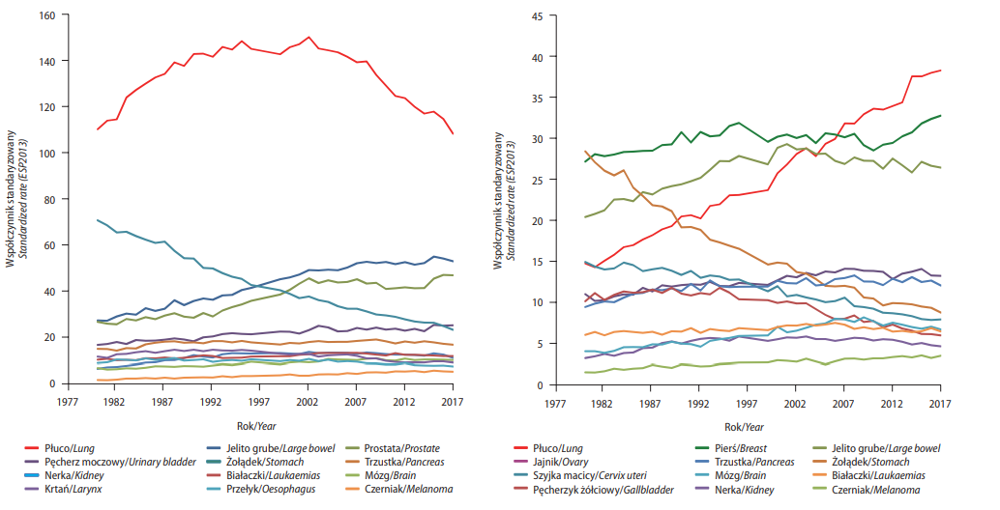 160
140
120
100
80
60
40
20
0
Współczynnik standaryzowany
Standardized rate (ESP2013)
1977 1982 1987 1992 1997 2002 2007 2012 2017
Rok/Year
Płuco/Lung Jelito grube/Large bowel Prostata/Prostate
Pęcherz moczowy/Urinary bladder Żołądek/Stomach Trzustka/Pancreas
Nerka/Kidney Białaczki/Laukaemias Mózg/Brain
Krtań/Larynx Przełyk/Oesophagus Czerniak/Melanoma
45
40
35
30
25
20
15
10
5
0
Współczynnik standaryzowany
Standardized rate (ESP2013)
1977 1982 1987 1992 1997 2002 2007 2012 2017
Rok/Year
Płuco/Lung Pierś/Breast Jelito grube/Large bowel
Jajnik/Ovary Trzustka/Pancreas Żołądek/Stomach
Szyjka macicy/Cervix uteri Mózg/Brain Białaczki/Laukaemias
Pęcherzyk żółciowy/Gallbladder Nerka/Kidney Czerniak/Melanoma